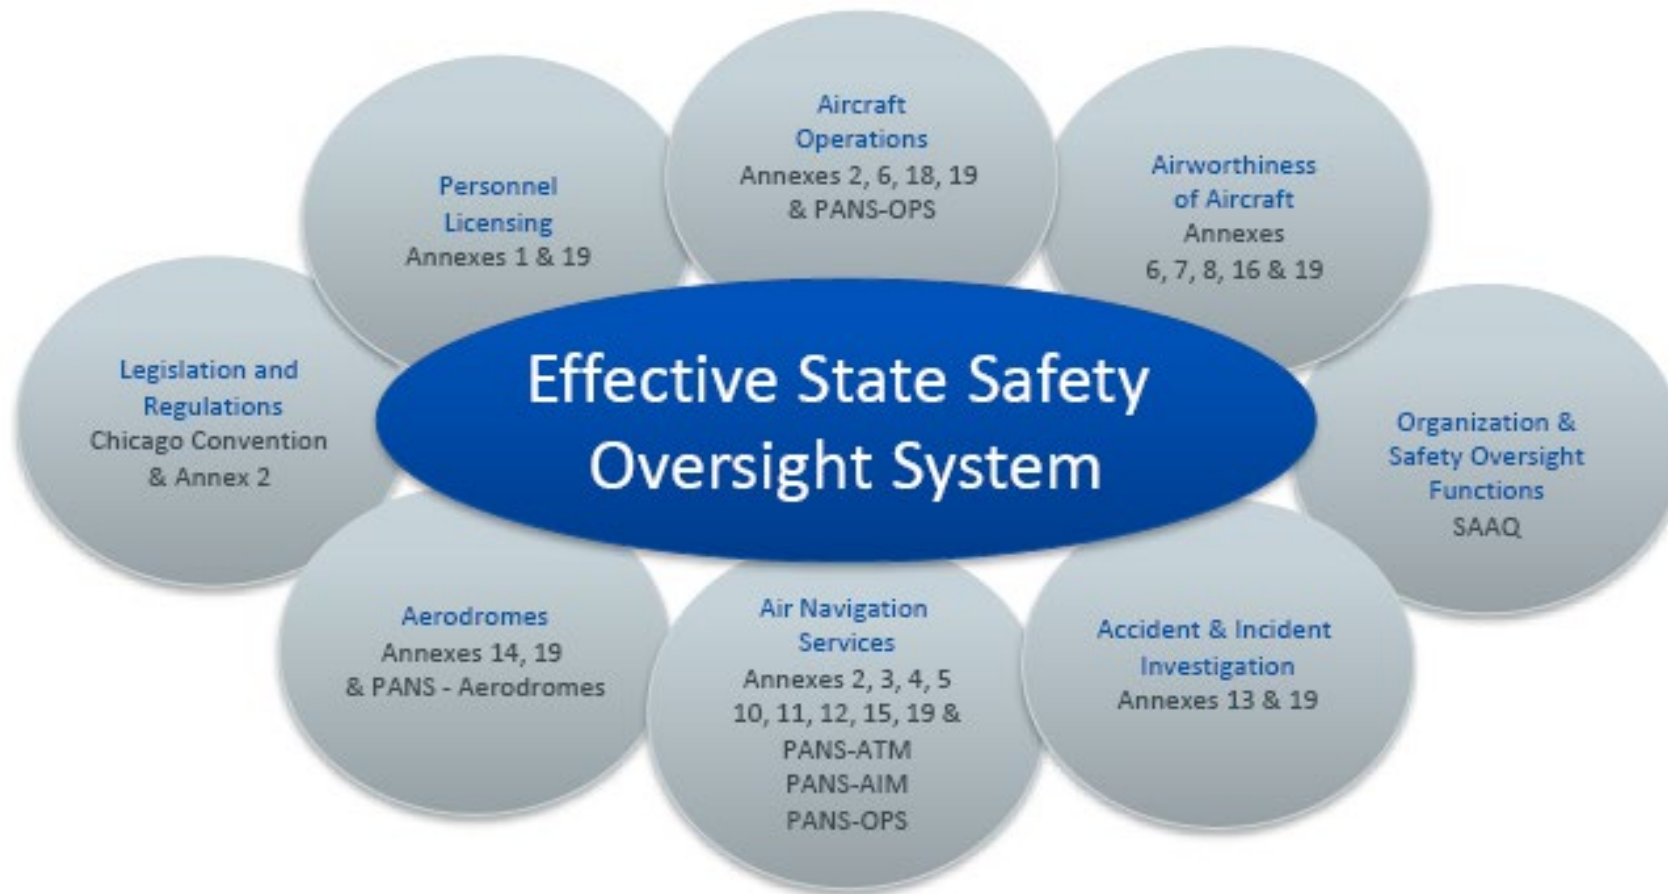 Aircraft
Operations
Annexes 2, 6, 18, 19
& PANS-OPS
Personnel
Licensing
Annexes 1 & 19
Airworthiness
of Aircraft
Annexes
6, 7, 8, 16 & 19
Legislation and
Regulations
Chicago Convention
& Annex 2
Effective State Safety
Oversight System
Organization &
Safety Oversight
Functions
SAAQ
Aerodromes
Annexes 14, 19
& PANS - Aerodromes
Air Navigation
Services
Annexes 2, 3, 4, 5
10, 11, 12, 15, 19 &
PANS-ATM
PANS-AIM
PANS-OPS
Accident & Incident
Investigation
Annexes 13 & 19